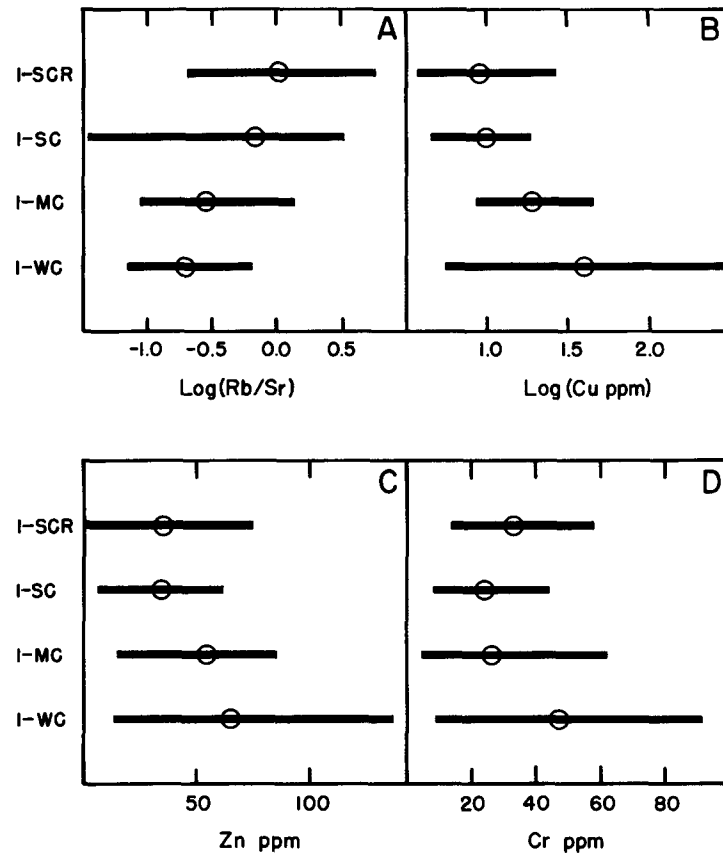 A
B
I-SCR
I-SC
I-MC
I-WC
-1.0 -0.5 0.0 0.5
1.0 1.5 2.0
Log (Rb/Sr)
Log (Cu ppm)
C
D
I-SCR
I-SC
I-MC
I-WC
50 100
20 40 60 80
Zn ppm
Cr ppm